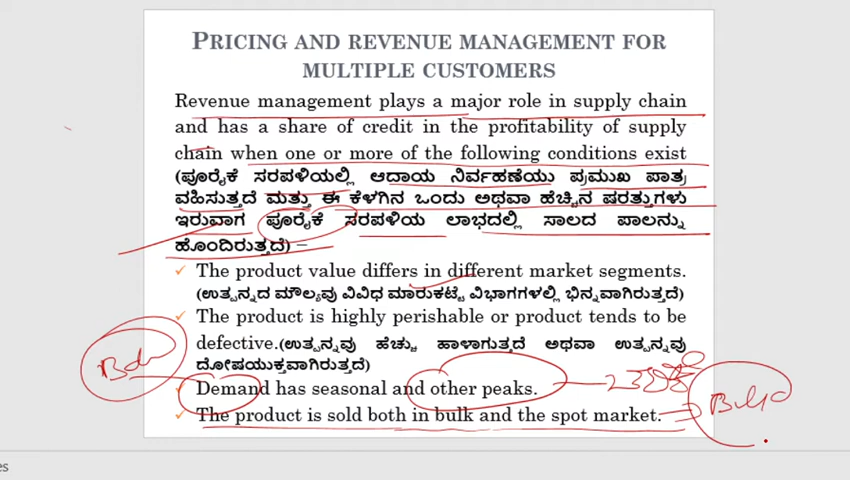 PRICING AND REVENUE MANAGEMENT FOR
MULTIPLE CUSTOMERS
Revenue management plays a major role in supply chain
and has a share of credit in the profitability of supply
chain when one or more of the following conditions exist
(ಪೂರೈಕೆ ಸರಪಳಿಯಲ್ಲಿ ಆದಾಯ ನಿರ್ವಹಣೆಯು ಪ್ರಮುಖ ಪಾತ್ರ
ವಹಿಸುತ್ತದೆ ಮತ್ತು ಈ ಕೆಳಗಿನ ಒಂದು ಅಥವಾ ಹೆಚ್ಚಿನ ಷರತ್ತುಗಳು
ಇರುವಾಗ ಪೂರೈಕೆ ಸರಪಳಿಯ ಲಾಭದಲ್ಲಿ ಸಾಲದ ಪಾಲನ್ನು
ಹೊಂದಿರುತ್ತದೆ) –
✓ The product value differs in different market segments.
(ಉತ್ಪನ್ನದ ಮೌಲ್ಯವು ವಿವಿಧ ಮಾರುಕಟ್ಟೆ ವಿಭಾಗಗಳಲ್ಲಿ ಭಿನ್ನವಾಗಿರುತ್ತದೆ)
✓ The product is highly perishable or product tends to be
defective.(ಉತ್ಪನ್ನವು ಹೆಚ್ಚು ಹಾಳಾಗುತ್ತದೆ ಅಥವಾ ಉತ್ಪನ್ನವು
ದೋಷಯುಕ್ತವಾಗಿರುತ್ತದೆ)
✓ Demand has seasonal and other peaks.
✓ The product is sold both in bulk and the spot market.
es